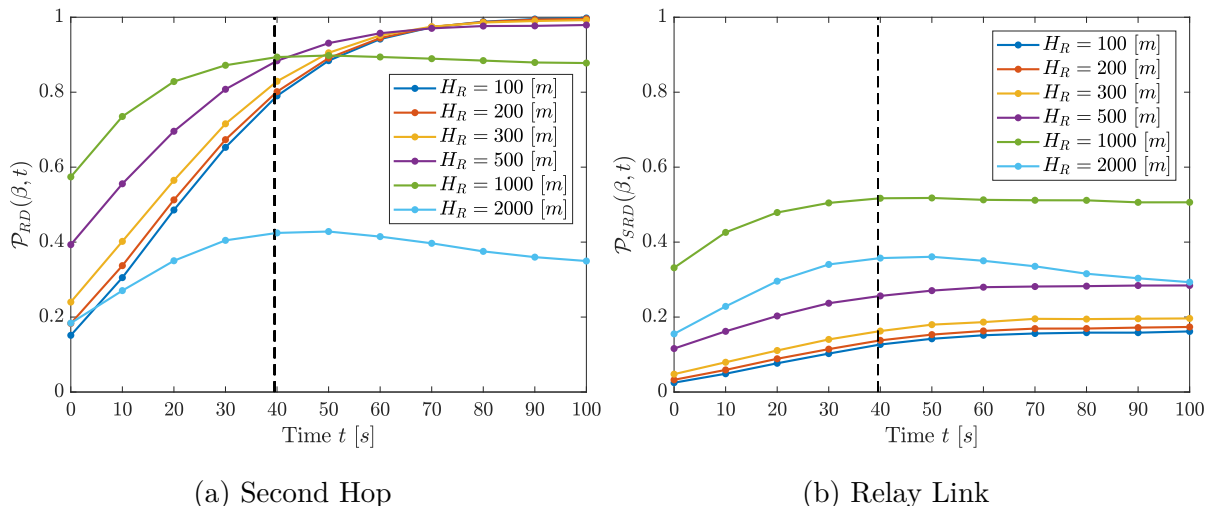 1
0.8
0.6
0.4
0.2
0
P_RD(β, t)
H_R = 100 [m]
H_R = 200 [m]
H_R = 300 [m]
H_R = 500 [m]
H_R = 1000 [m]
H_R = 2000 [m]
0 10 20 30 40 50 60 70 80 90 100
Time t [s]
(a) Second Hop
1
0.8
0.6
0.4
0.2
0
P_SRD(β, t)
H_R = 100 [m]
H_R = 200 [m]
H_R = 300 [m]
H_R = 500 [m]
H_R = 1000 [m]
H_R = 2000 [m]
0 10 20 30 40 50 60 70 80 90 100
Time t [s]
(b) Relay Link